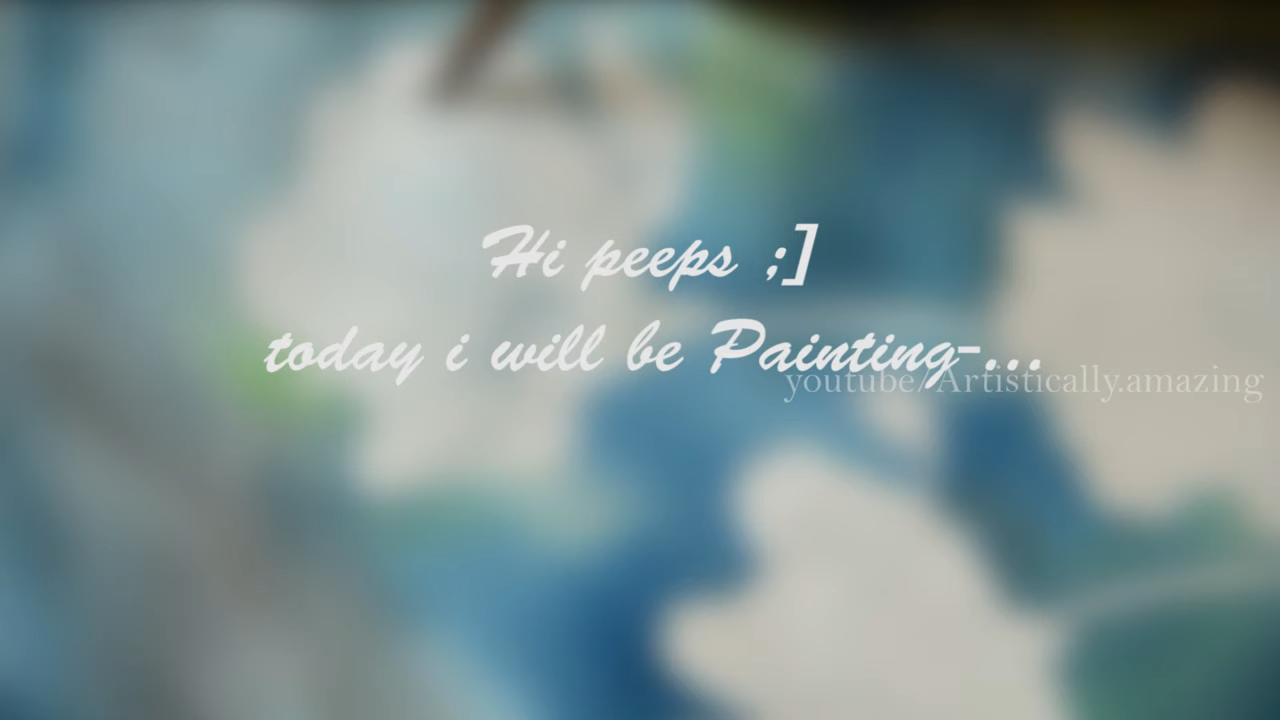 Hi peeps ;]
today i will be Painting-...
youtube/Artistically.amazing